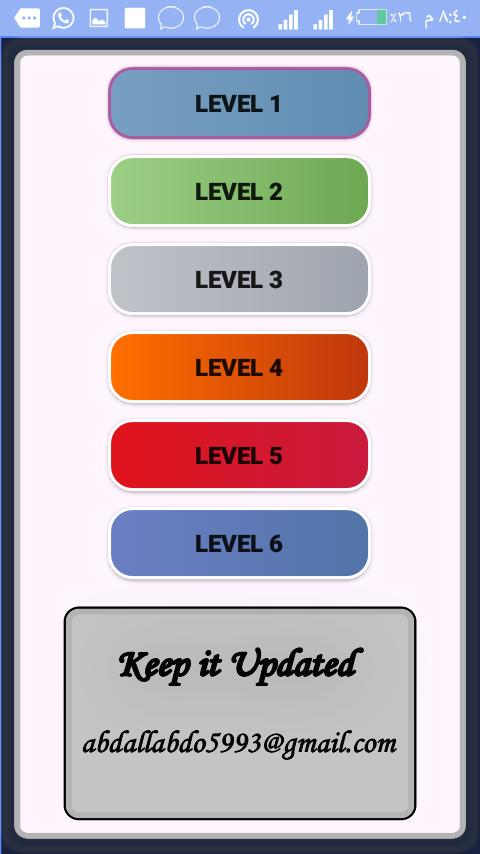 ٨:٤٠ م ٣٦٪
LEVEL 1
LEVEL 2
LEVEL 3
LEVEL 4
LEVEL 5
LEVEL 6
Keep it Updated
abdallabdo5993@gmail.com